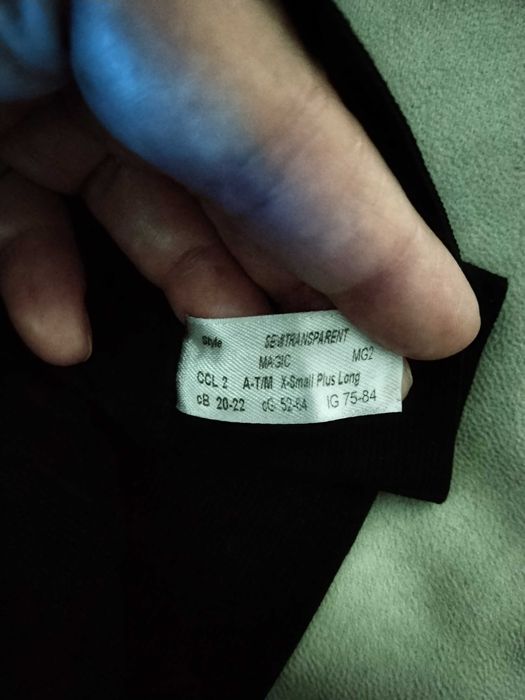 Style SEMITRANSPARENT
MAGIC MG2
CCL 2 A-T/M X-Small Plus Long
cB 20-22 cG 52-64 lG 75-84